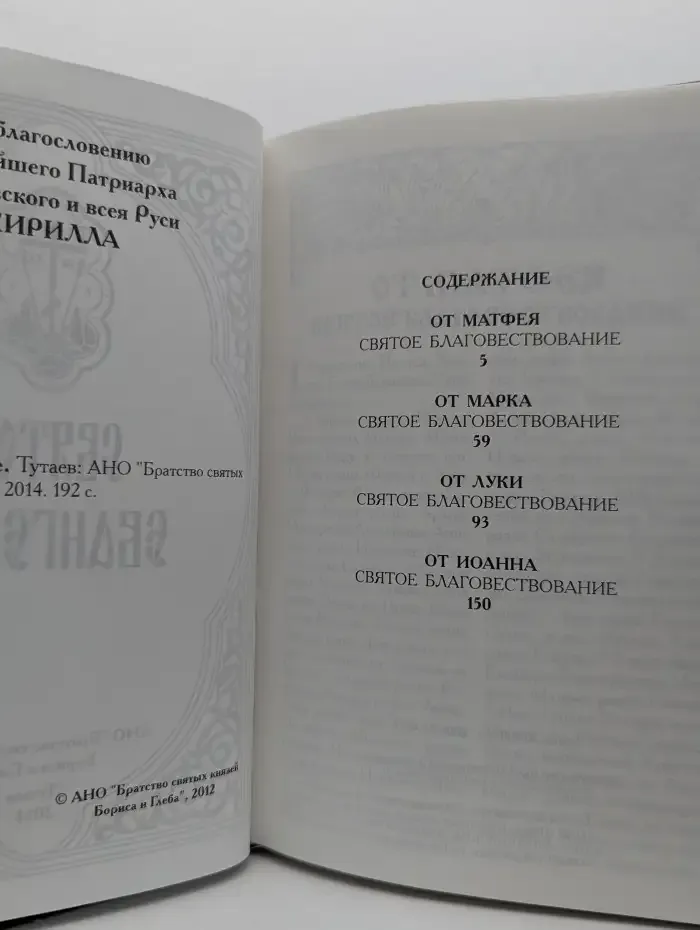 благословению
йшего Патриарха
вского и всея Руси
КИРИЛЛА
е. Тутаев: АНО "Братство святых
2014. 192 с.
© АНО "Братство святых князей
Бориса и Глеба", 2012
СОДЕРЖАНИЕ
ОТ МАТФЕЯ
СВЯТОЕ БЛАГОВЕСТВОВАНИЕ
5
ОТ МАРКА
СВЯТОЕ БЛАГОВЕСТВОВАНИЕ
59
ОТ ЛУКИ
СВЯТОЕ БЛАГОВЕСТВОВАНИЕ
93
ОТ ИОАННА
СВЯТОЕ БЛАГОВЕСТВОВАНИЕ
150